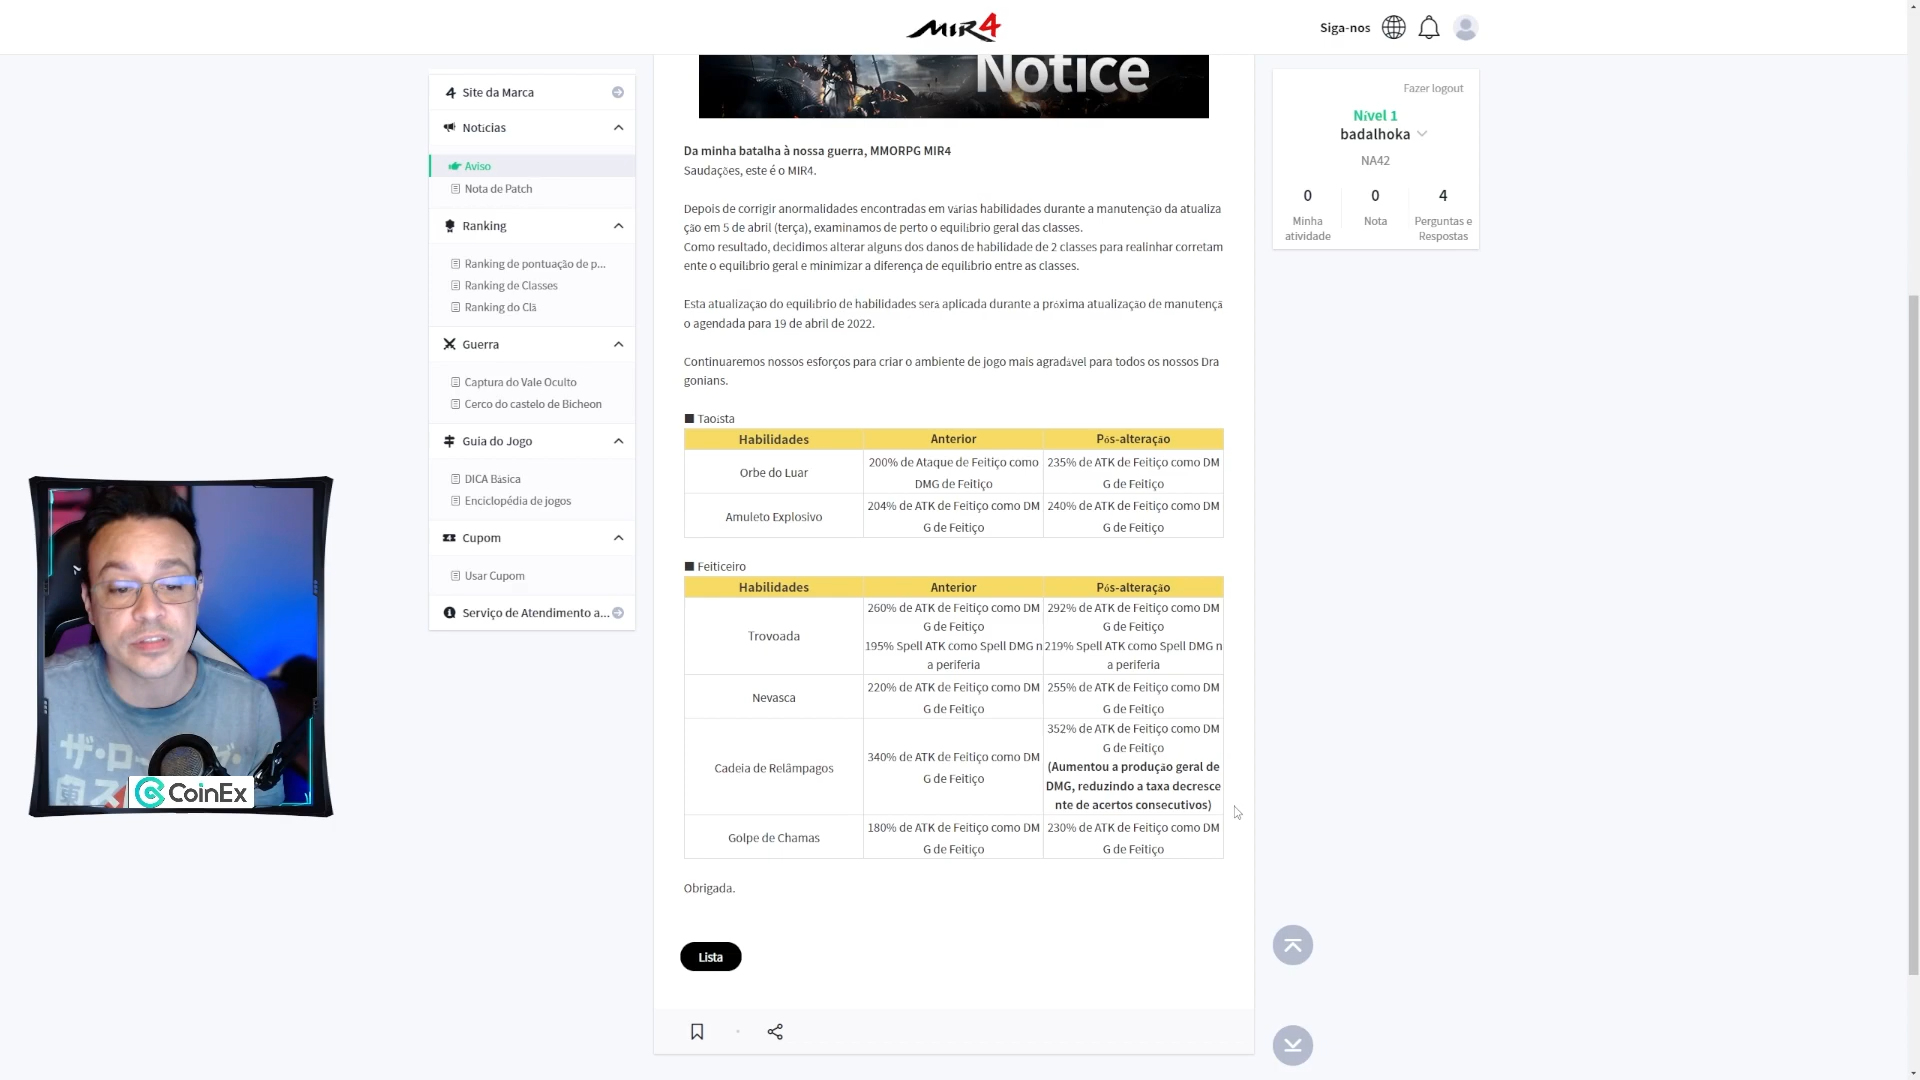 MIR4
Siga-nos
Notice
4 Site da Marca
Notícias
Aviso
Nota de Patch
Ranking
Ranking de pontuação de p...
Ranking de Classes
Ranking do Clã
Guerra
Captura do Vale Oculto
Cerco do castelo de Bicheon
Guia do Jogo
DICA Básica
Enciclopédia de jogos
Cupom
Usar Cupom
Serviço de Atendimento a...
Da minha batalha à nossa guerra, MMORPG MIR4
Saudações, este é o MIR4.
Depois de corrigir anormalidades encontradas em várias habilidades durante a manutenção da atualiza
ção em 5 de abril (terça), examinamos de perto o equilíbrio geral das classes.
Como resultado, decidimos alterar alguns dos danos de habilidade de 2 classes para realinhar corretam
ente o equilíbrio geral e minimizar a diferença de equilíbrio entre as classes.
Esta atualização do equilíbrio de habilidades será aplicada durante a próxima atualização de manutençã
o agendada para 19 de abril de 2022.
Continuaremos nossos esforços para criar o ambiente de jogo mais agradável para todos os nossos Dra
gonians.
■ Taoísta
Habilidades Anterior Pós-alteração
Orbe do Luar
200% de Ataque de Feitiço como
DMG de Feitiço
235% de ATK de Feitiço como DM
G de Feitiço
Amuleto Explosivo
204% de ATK de Feitiço como DM
G de Feitiço
240% de ATK de Feitiço como DM
G de Feitiço
■ Feiticeiro
Habilidades Anterior Pós-alteração
Trovoada
260% de ATK de Feitiço como DM
G de Feitiço
195% Spell ATK como Spell DMG n
a periferia
292% de ATK de Feitiço como DM
G de Feitiço
219% Spell ATK como Spell DMG n
a periferia
Nevasca
220% de ATK de Feitiço como DM
G de Feitiço
255% de ATK de Feitiço como DM
G de Feitiço
Cadeia de Relâmpagos
340% de ATK de Feitiço como DM
G de Feitiço
352% de ATK de Feitiço como DM
G de Feitiço
(Aumentou a produção geral de
DMG, reduzindo a taxa decresce
nte de acertos consecutivos)
Golpe de Chamas
180% de ATK de Feitiço como DM
G de Feitiço
230% de ATK de Feitiço como DM
G de Feitiço
Obrigada.
Lista
Fazer logout
Nível 1
badalhoka
NA42
0 0 4
Minha
atividade
Nota
Perguntas e
Respostas
ザ・ロ
東ス
CoinEx